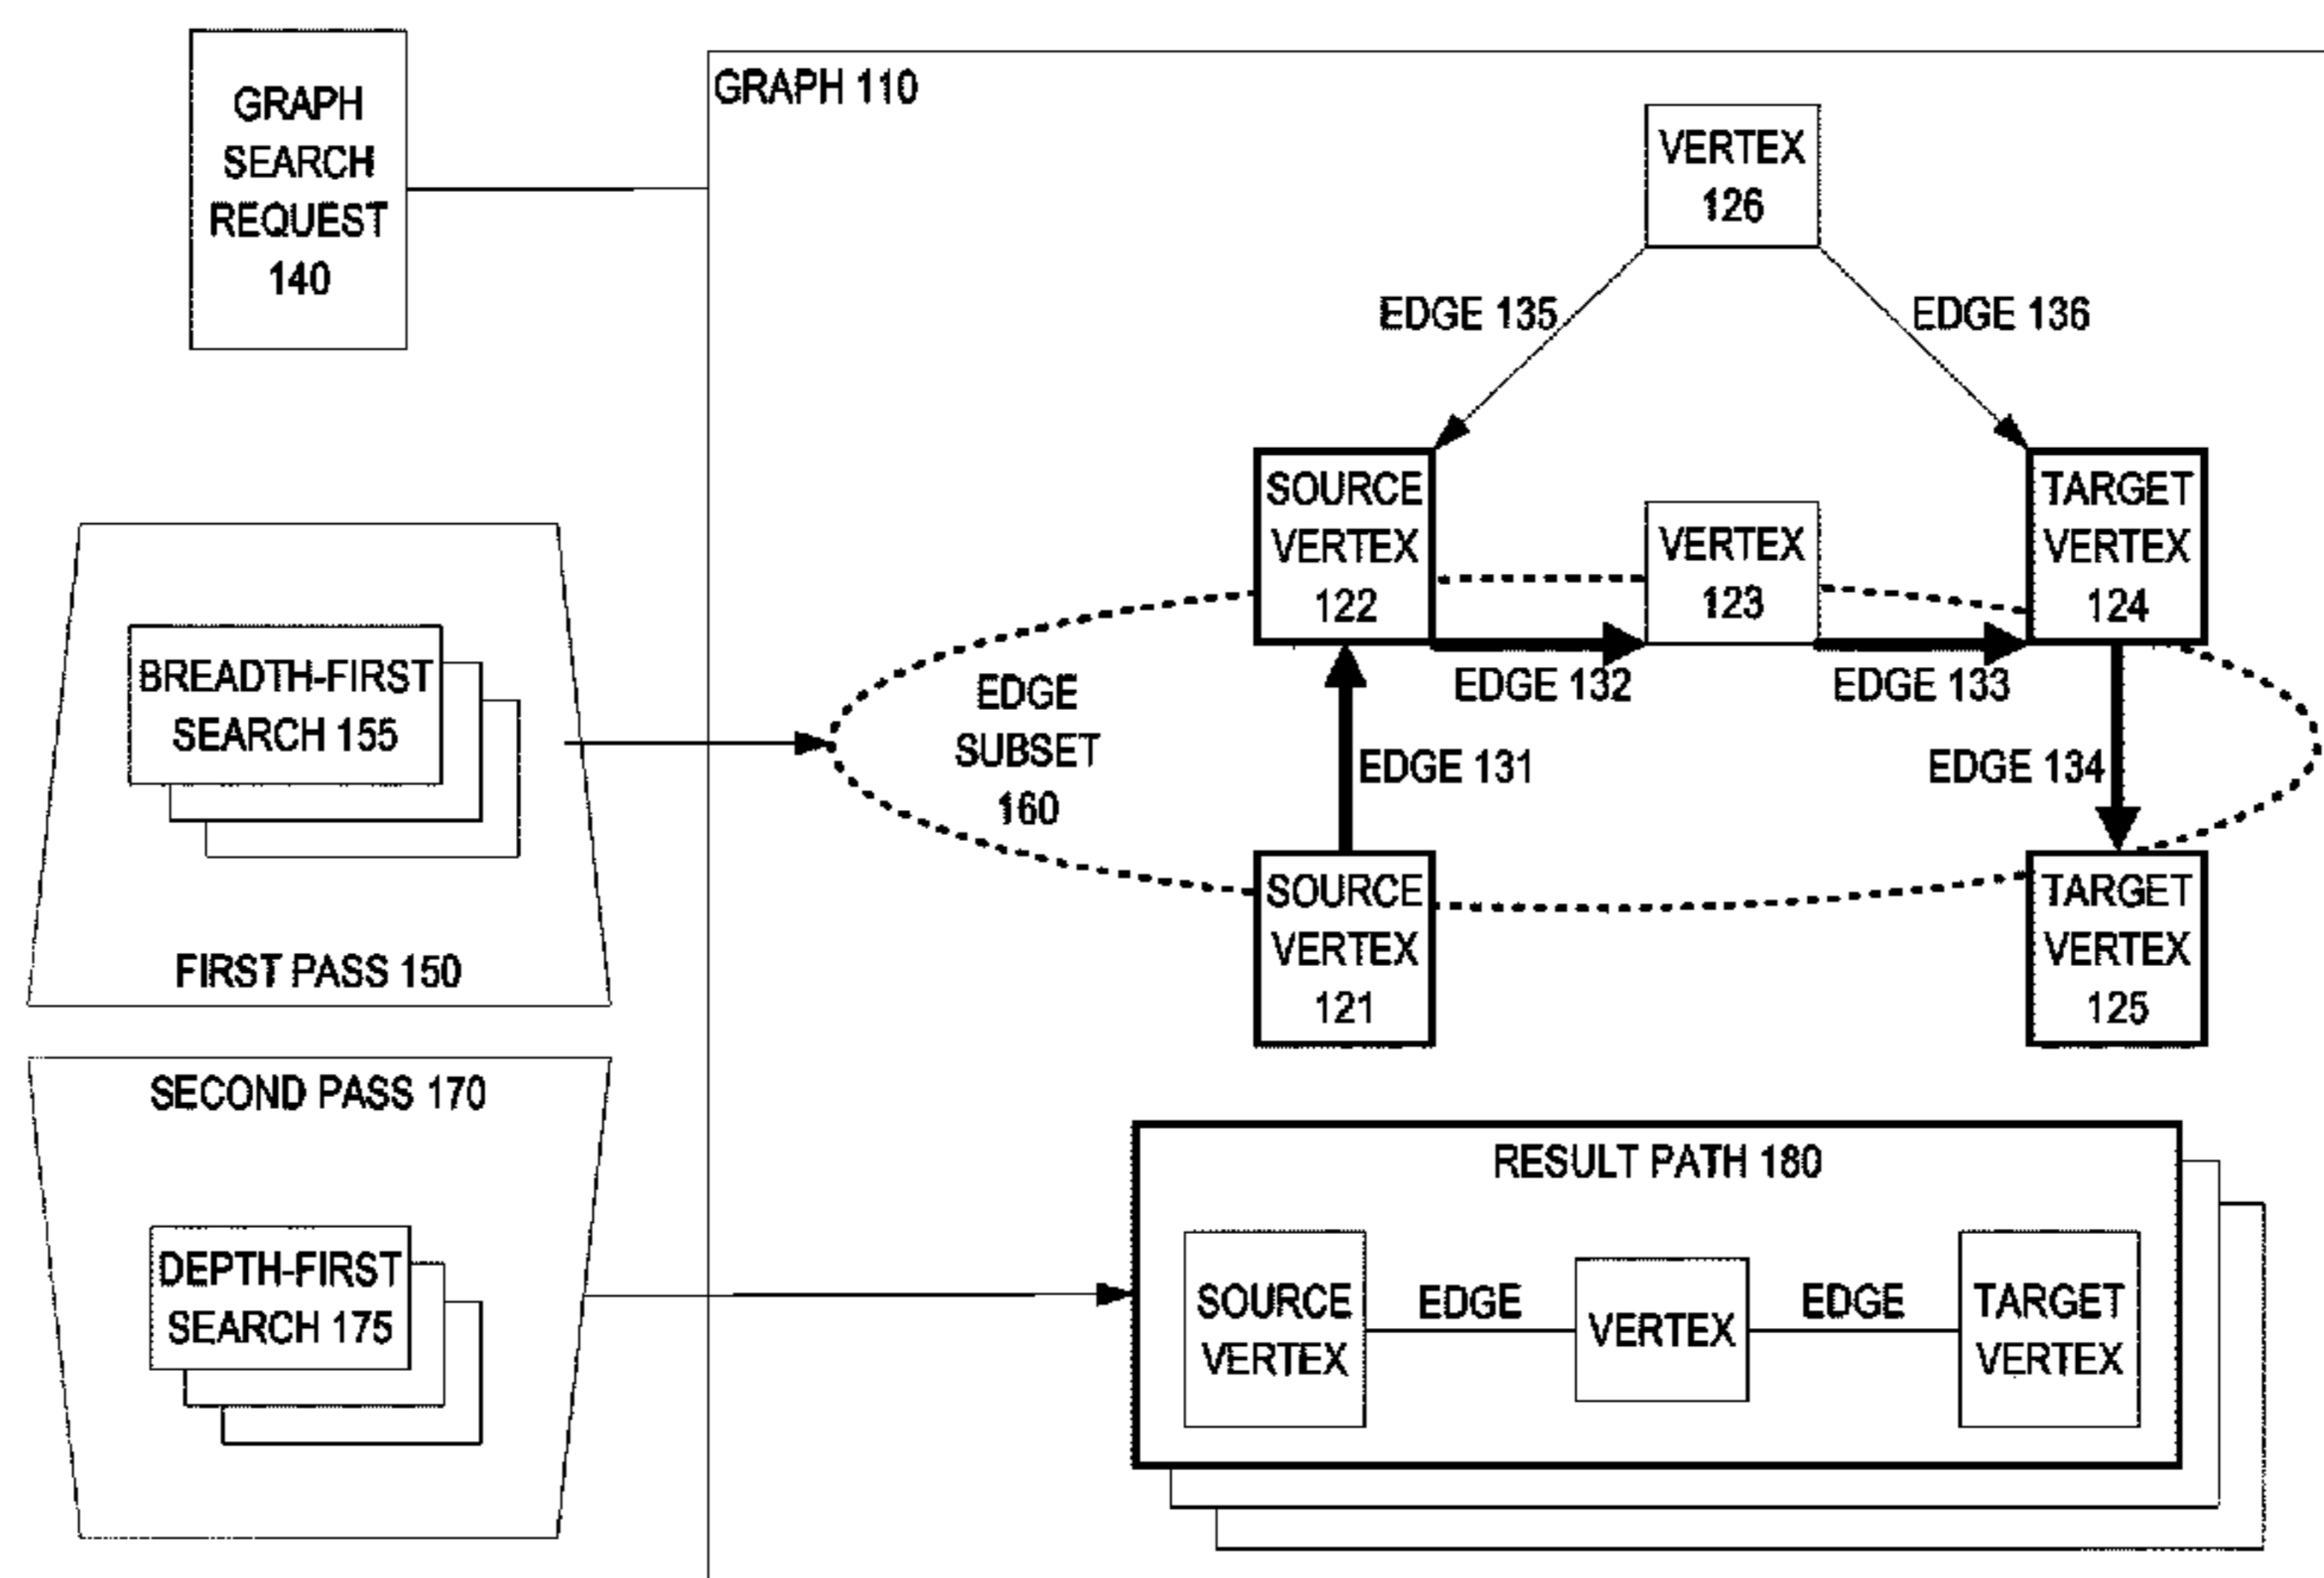 GRAPH
SEARCH
REQUEST
140
GRAPH 110
VERTEX
126
EDGE 135
EDGE 136
SOURCE
VERTEX
122
VERTEX
123
TARGET
VERTEX
124
EDGE 132
EDGE 133
EDGE
SUBSET
160
EDGE 131
EDGE 134
SOURCE
VERTEX
121
TARGET
VERTEX
125
BREADTH-FIRST
SEARCH 155
FIRST PASS 150
SECOND PASS 170
DEPTH-FIRST
SEARCH 175
RESULT PATH 180
SOURCE
VERTEX
EDGE
VERTEX
EDGE
TARGET
VERTEX